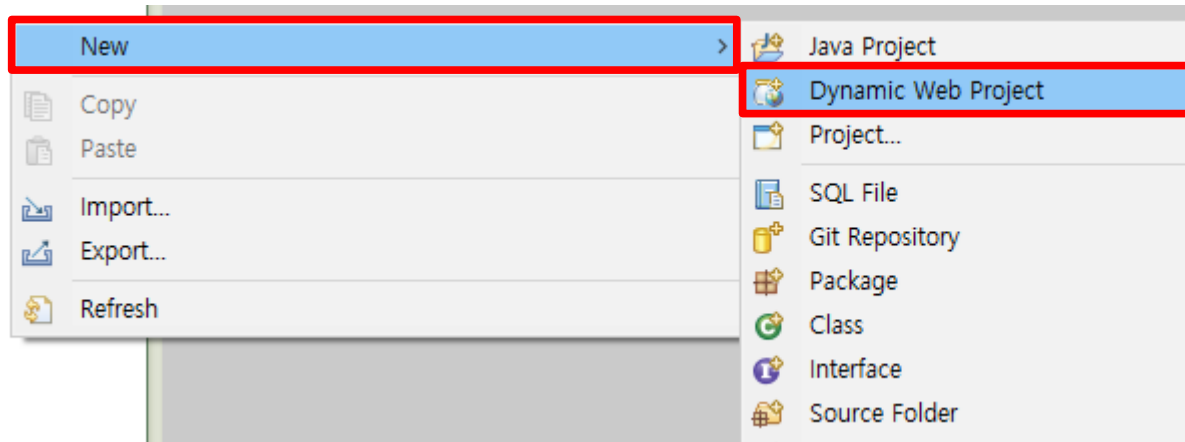 New
Copy
Paste
Import...
Export...
Refresh
Java Project
Dynamic Web Project
Project...
SQL File
Git Repository
Package
Class
Interface
Source Folder